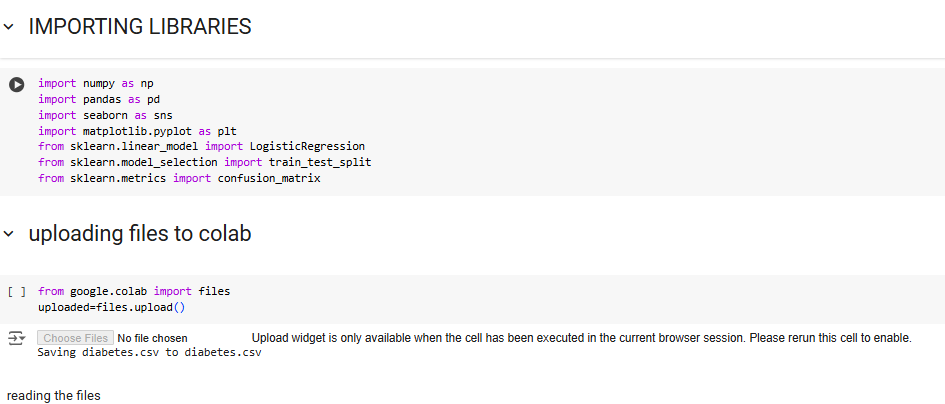 IMPORTING LIBRARIES
import numpy as np
import pandas as pd
import seaborn as sns
import matplotlib.pyplot as plt
from sklearn.linear_model import LogisticRegression
from sklearn.model_selection import train_test_split
from sklearn.metrics import confusion_matrix
uploading files to colab
[ ] from google.colab import files
uploaded=files.upload()
Choose Files No file chosen Upload widget is only available when the cell has been executed in the current browser session. Please rerun this cell to enable.
Saving diabetes.csv to diabetes.csv
reading the files